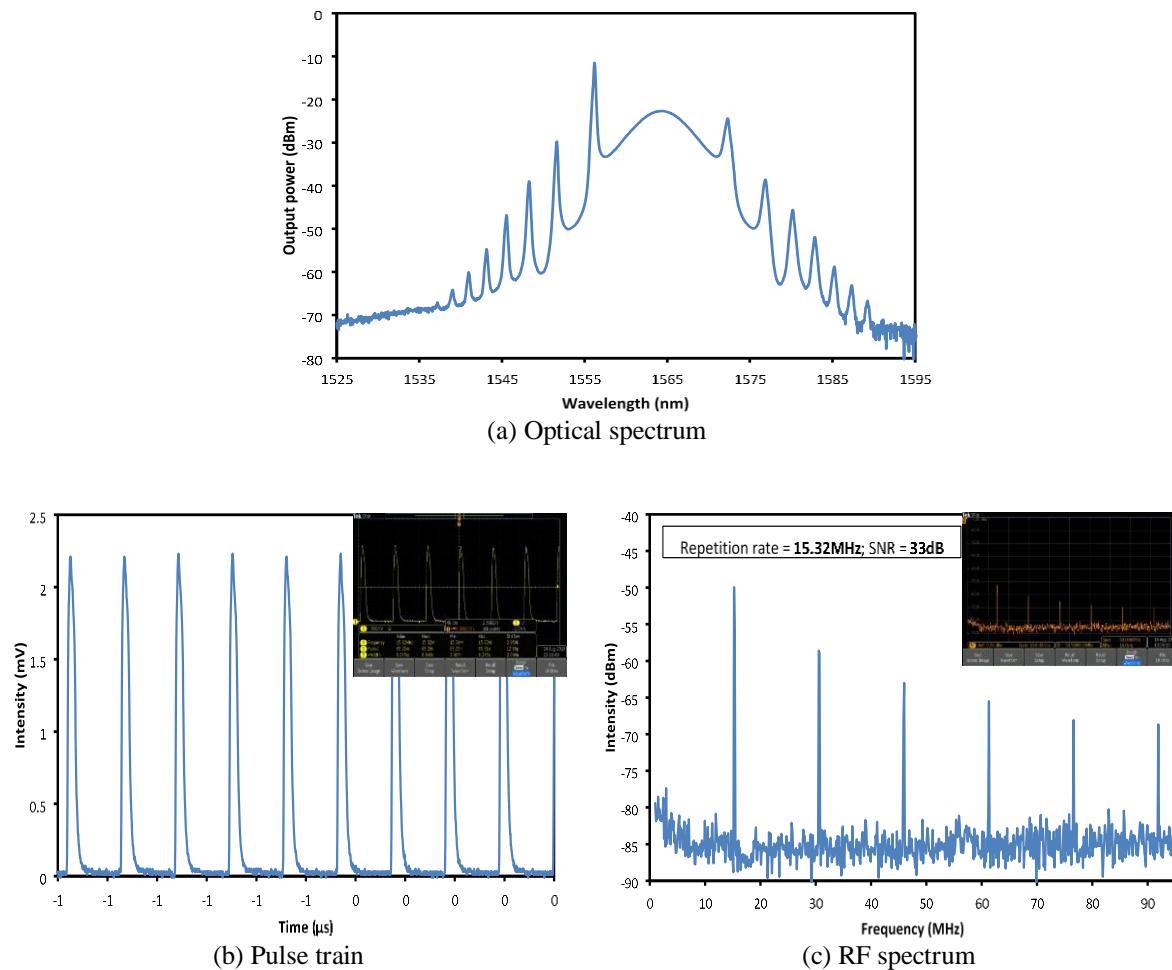 0
-10
-20
-30
-40
-50
-60
-70
-80
Output power (dBm)
1525 1535 1545 1555 1565 1575 1585 1595
Wavelength (nm)
(a) Optical spectrum
2.5
2
1.5
1
0.5
0
Intensity (mV)
-1 -1 -1 -1 -1 -1 0 0 0 0 0
Time (μs)
(b) Pulse train
-40
-45
-50
-55
-60
-65
-70
-75
-80
-85
-90
Intensity (dBm)
Repetition rate = 15.32MHz; SNR = 33dB
0 10 20 30 40 50 60 70 80 90
Frequency (MHz)
(c) RF spectrum